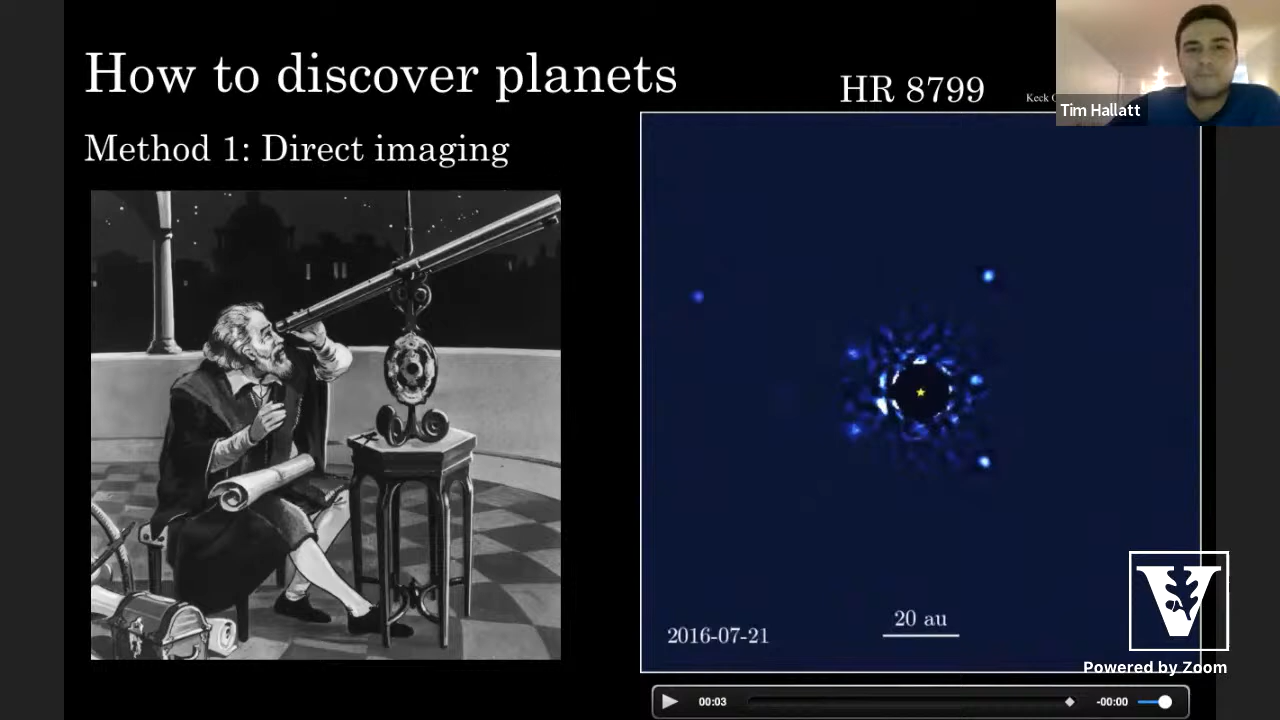 How to discover planets
HR 8799
Keck
Tim Hallatt
Method 1: Direct imaging
20 au
2016-07-21
V
Powered by Zoom
00:03
-00:00